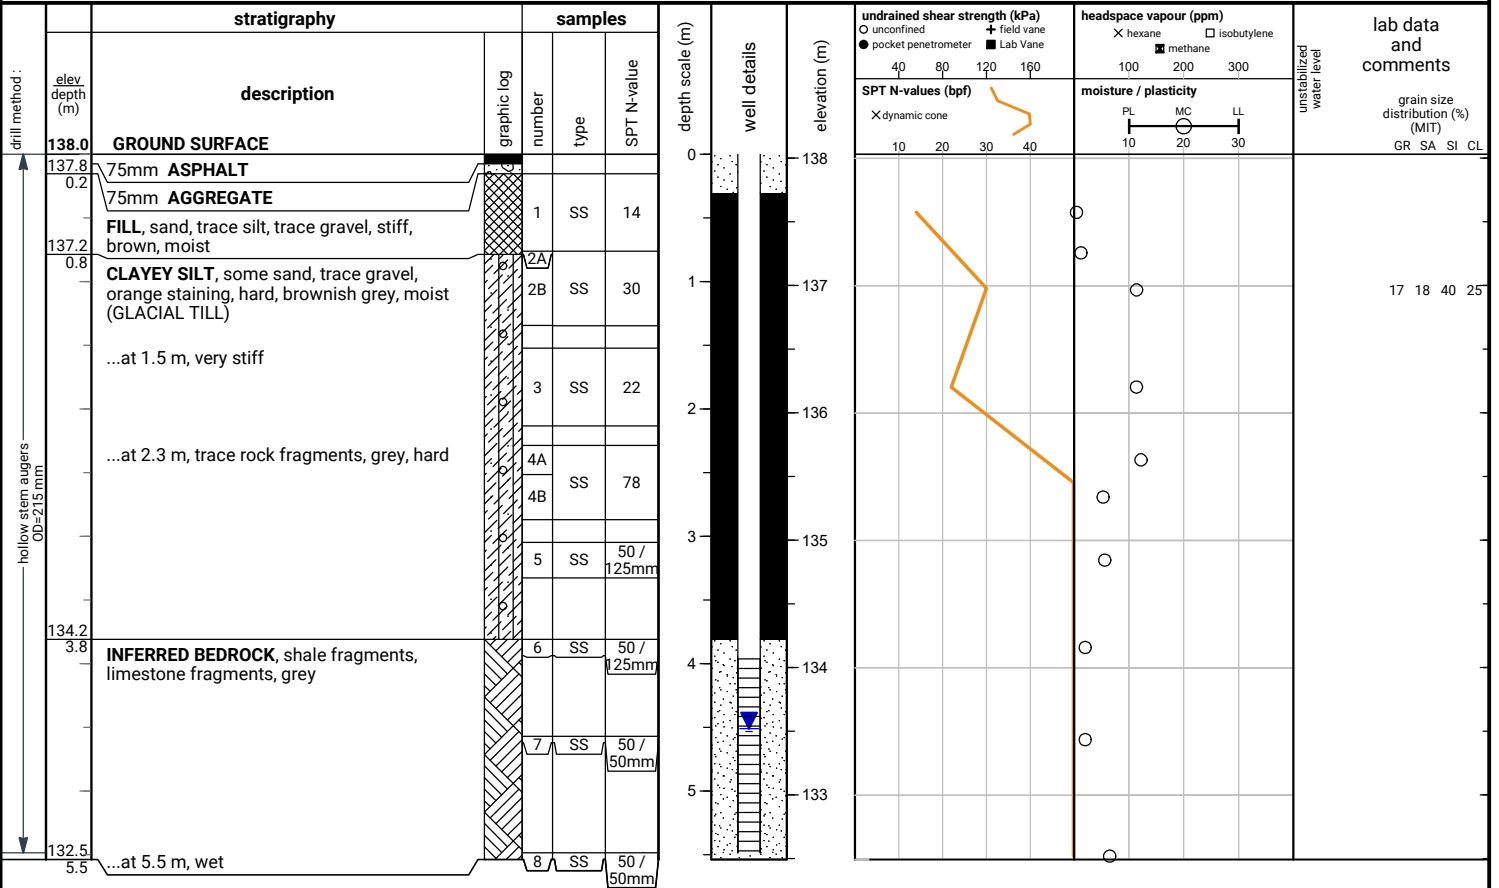 stratigraphy
samples
drill method :
elev
depth
(m)
description
graphic log
number
type
SPT N-value
depth scale (m)
well details
elevation (m)
undrained shear strength (kPa)
unconfined
field vane
pocket penetrometer
Lab Vane
40 80 120 160
SPT N-values (bpf)
dynamic cone
10 20 30 40
headspace vapour (ppm)
hexane
isobutylene
methane
100 200 300
moisture / plasticity
PL MC LL
10 20 30
unstabilized
water level
lab data
and
comments
grain size
distribution (%)
(MIT)
GR SA SI CL
138.0 GROUND SURFACE
137.8
0.2
75mm ASPHALT
75mm AGGREGATE
FILL, sand, trace silt, trace gravel, stiff,
brown, moist
137.2
0.8
CLAYEY SILT, some sand, trace gravel,
orange staining, hard, brownish grey, moist
(GLACIAL TILL)
...at 1.5 m, very stiff
...at 2.3 m, trace rock fragments, grey, hard
134.2
3.8
INFERRED BEDROCK, shale fragments,
limestone fragments, grey
132.5
5.5
...at 5.5 m, wet
hollow stem augers
OD=215 mm
1 SS 14
2A
2B SS 30
3 SS 22
4A
4B SS 78
5 SS 50 /
125mm
6 SS 50 /
125mm
7 SS 50 /
50mm
8 SS 50 /
50mm
0
1
2
3
4
5
138
137
136
135
134
133
17 18 40 25